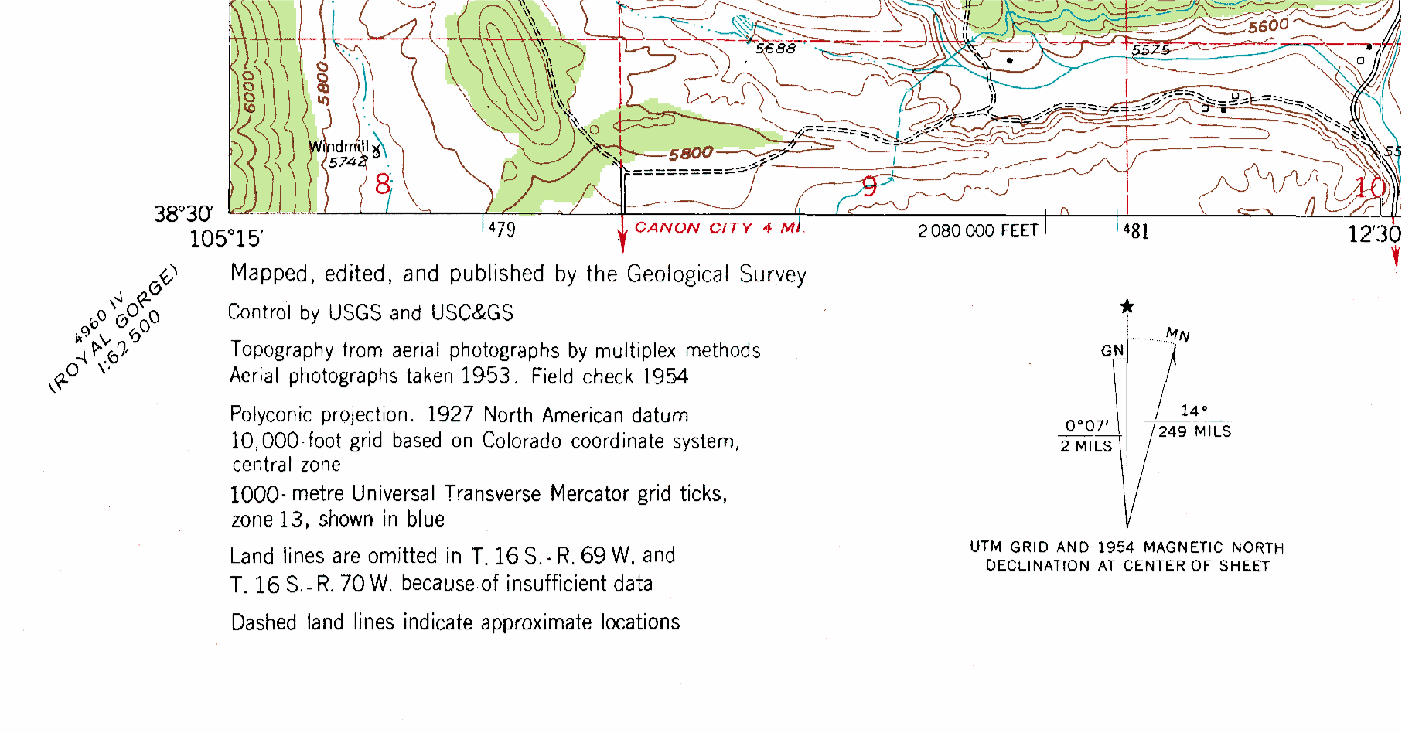 5600
5688
5575
6000
5800
Windmill
5742
5800
55
8
9
10
38°30'
105°15'
479
CANON CITY 4 MI.
2 080 000 FEET
481
12'30
4960 IV
(ROYAL GORGE)
1:62 500
Mapped, edited, and published by the Geological Survey
Control by USGS and USC&GS
Topography from aerial photographs by multiplex methods
Aerial photographs taken 1953. Field check 1954
Polyconic projection. 1927 North American datum
10,000-foot grid based on Colorado coordinate system,
central zone
1000-metre Universal Transverse Mercator grid ticks,
zone 13, shown in blue
Land lines are omitted in T. 16 S.-R. 69 W. and
T. 16 S.-R. 70 W. because of insufficient data
Dashed land lines indicate approximate locations
★
GN
MN
0°07'
2 MILS
14°
249 MILS
UTM GRID AND 1954 MAGNETIC NORTH
DECLINATION AT CENTER OF SHEET